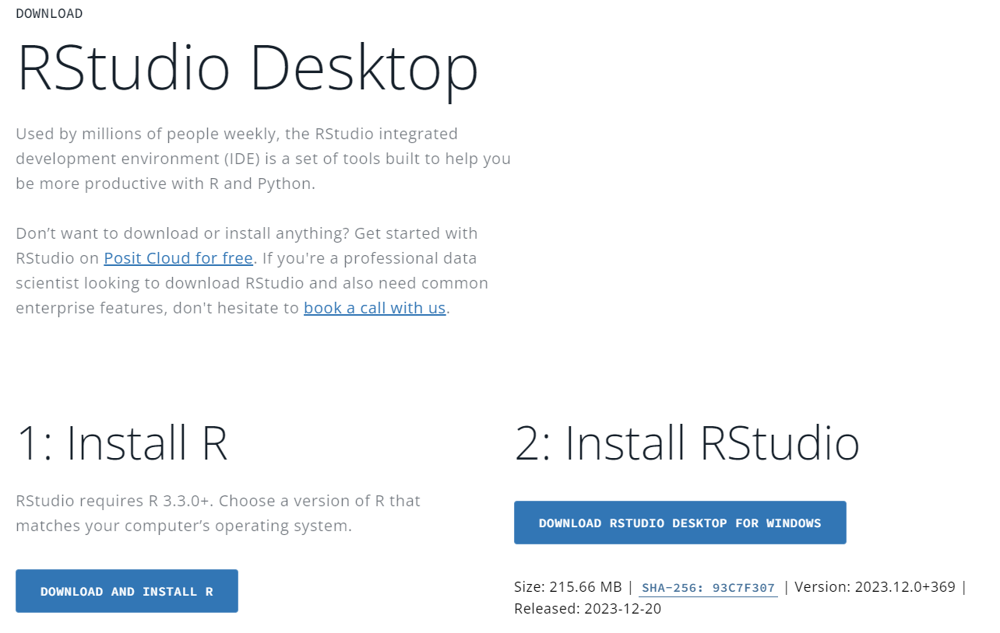 DOWNLOAD
RStudio Desktop
Used by millions of people weekly, the RStudio integrated
development environment (IDE) is a set of tools built to help you
be more productive with R and Python.
Don’t want to download or install anything? Get started with
RStudio on Posit Cloud for free. If you're a professional data
scientist looking to download RStudio and also need common
enterprise features, don't hesitate to book a call with us.
1: Install R
RStudio requires R 3.3.0+. Choose a version of R that
matches your computer’s operating system.
DOWNLOAD AND INSTALL R
2: Install RStudio
DOWNLOAD RSTUDIO DESKTOP FOR WINDOWS
Size: 215.66 MB | SHA-256: 93C7F307 | Version: 2023.12.0+369 |
Released: 2023-12-20